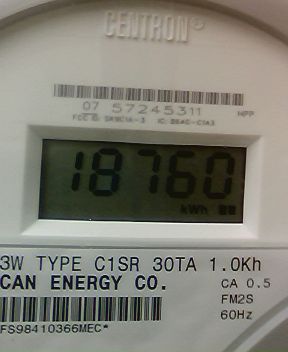 CENTRON®
07 57245311 HPP
18760
kWh
3W TYPE C1SR 30TA 1.0Kh
CAN ENERGY CO. CA 0.5
FM2S
60Hz
FS98410366MEC*